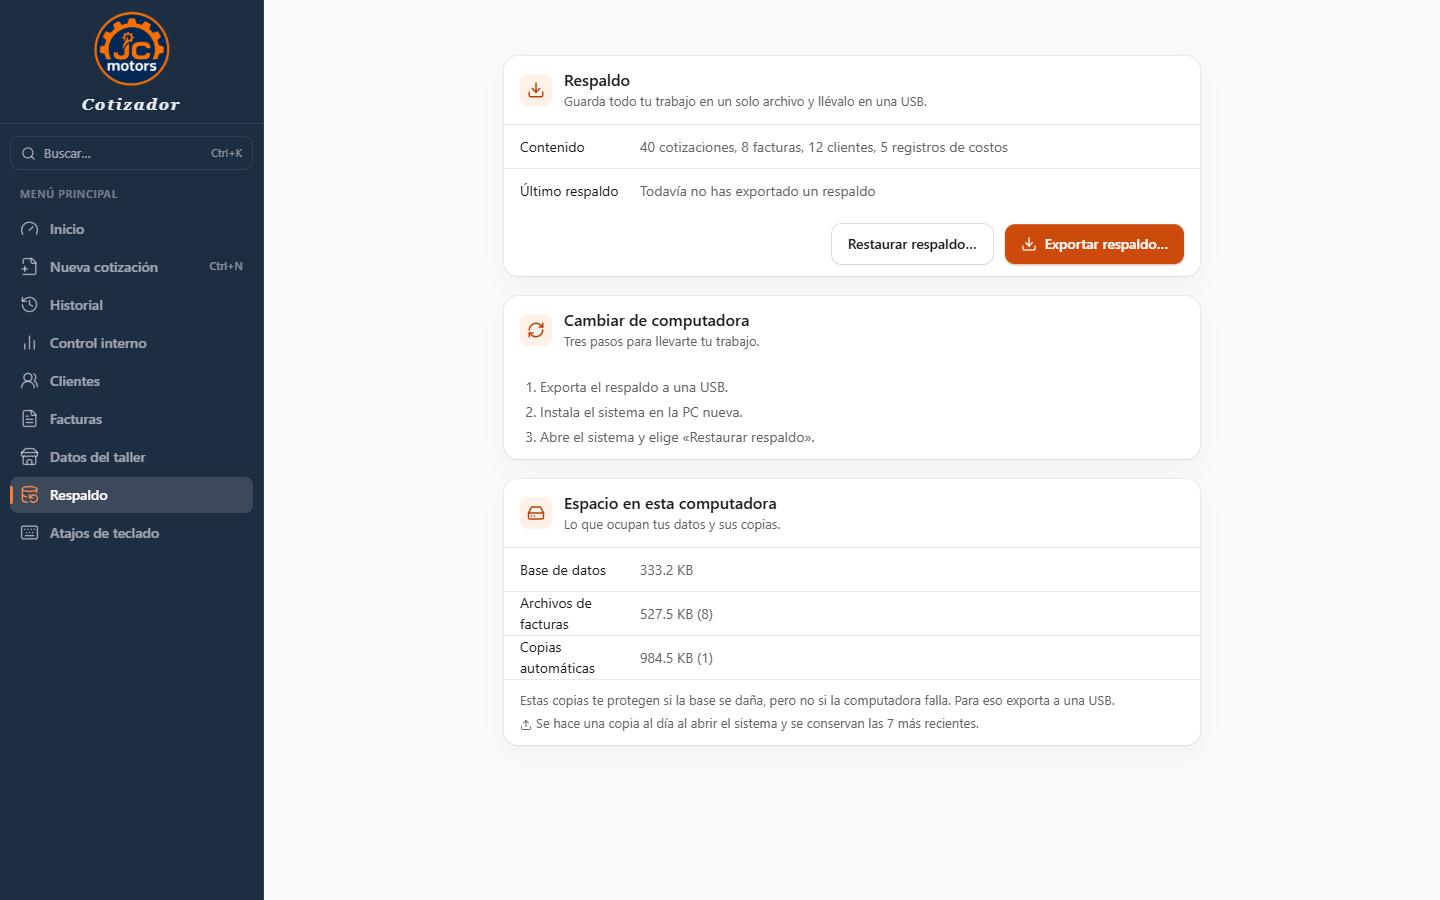 JC
motors
Cotizador
Buscar... Ctrl+K
MENÚ PRINCIPAL
Inicio
Nueva cotización Ctrl+N
Historial
Control interno
Clientes
Facturas
Datos del taller
Respaldo
Atajos de teclado
Respaldo
Guarda todo tu trabajo en un solo archivo y llévalo en una USB.
Contenido 40 cotizaciones, 8 facturas, 12 clientes, 5 registros de costos
Último respaldo Todavía no has exportado un respaldo
Restaurar respaldo... Exportar respaldo...
Cambiar de computadora
Tres pasos para llevarte tu trabajo.
1. Exporta el respaldo a una USB.
2. Instala el sistema en la PC nueva.
3. Abre el sistema y elige «Restaurar respaldo».
Espacio en esta computadora
Lo que ocupan tus datos y sus copias.
Base de datos 333.2 KB
Archivos de
facturas 527.5 KB (8)
Copias
automáticas 984.5 KB (1)
Estas copias te protegen si la base se daña, pero no si la computadora falla. Para eso exporta a una USB.
Se hace una copia al día al abrir el sistema y se conservan las 7 más recientes.